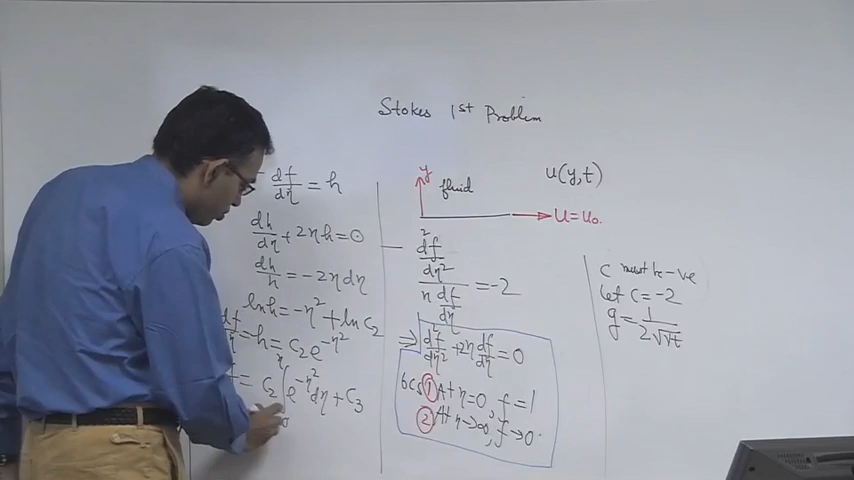 Stokes 1st Problem
df/dη = h
dh/dη + 2ηh = 0
dh/h = -2ηdη
ln h = -η² + ln C₂
df/dη = h = C₂e^-η²
= C₂ ∫₀^η e^-η² dη + C₃
y
fluid
u(y,t)
U=u₀.
d²f/dη² / η df/dη = -2
⇒ d²f/dη² + 2η df/dη = 0
bcs ① At η=0, f=1
② At η→∞, f→0.
C must be -ve
let C=-2
g = 1/2√νt